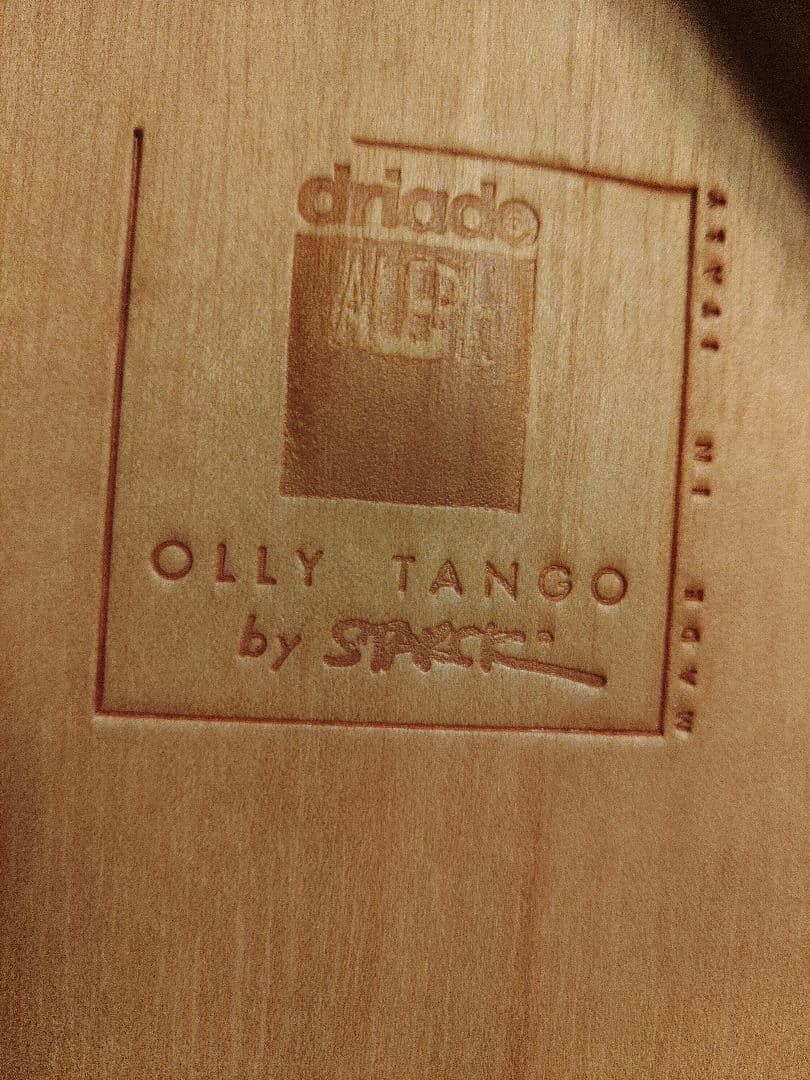 driade
ALEPH
OLLY TANGO
by STARCK
MADE IN ITALY